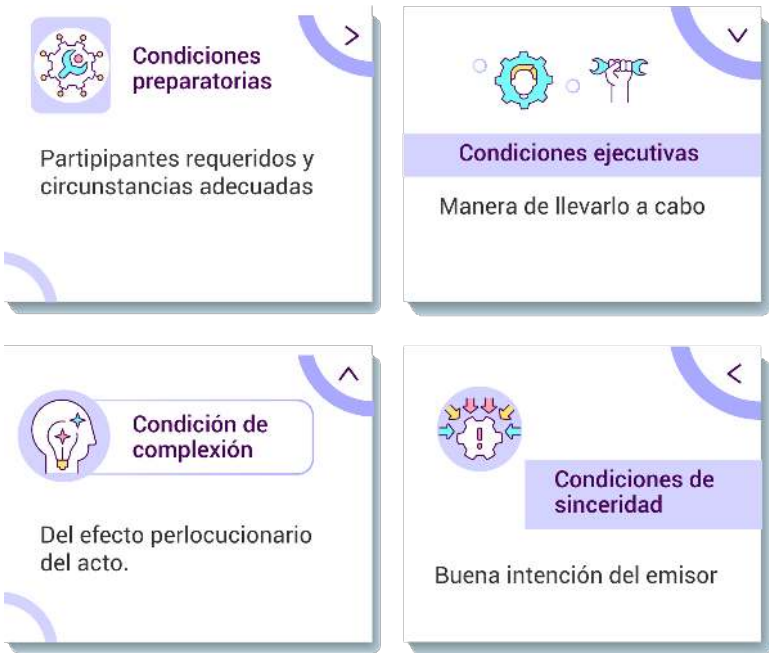 Condiciones
preparatorias
Partipipantes requeridos y
circunstancias adecuadas
Condiciones ejecutivas
Manera de llevarlo a cabo
Condición de
complexión
Del efecto perlocucionario
del acto.
Condiciones de
sinceridad
Buena intención del emisor